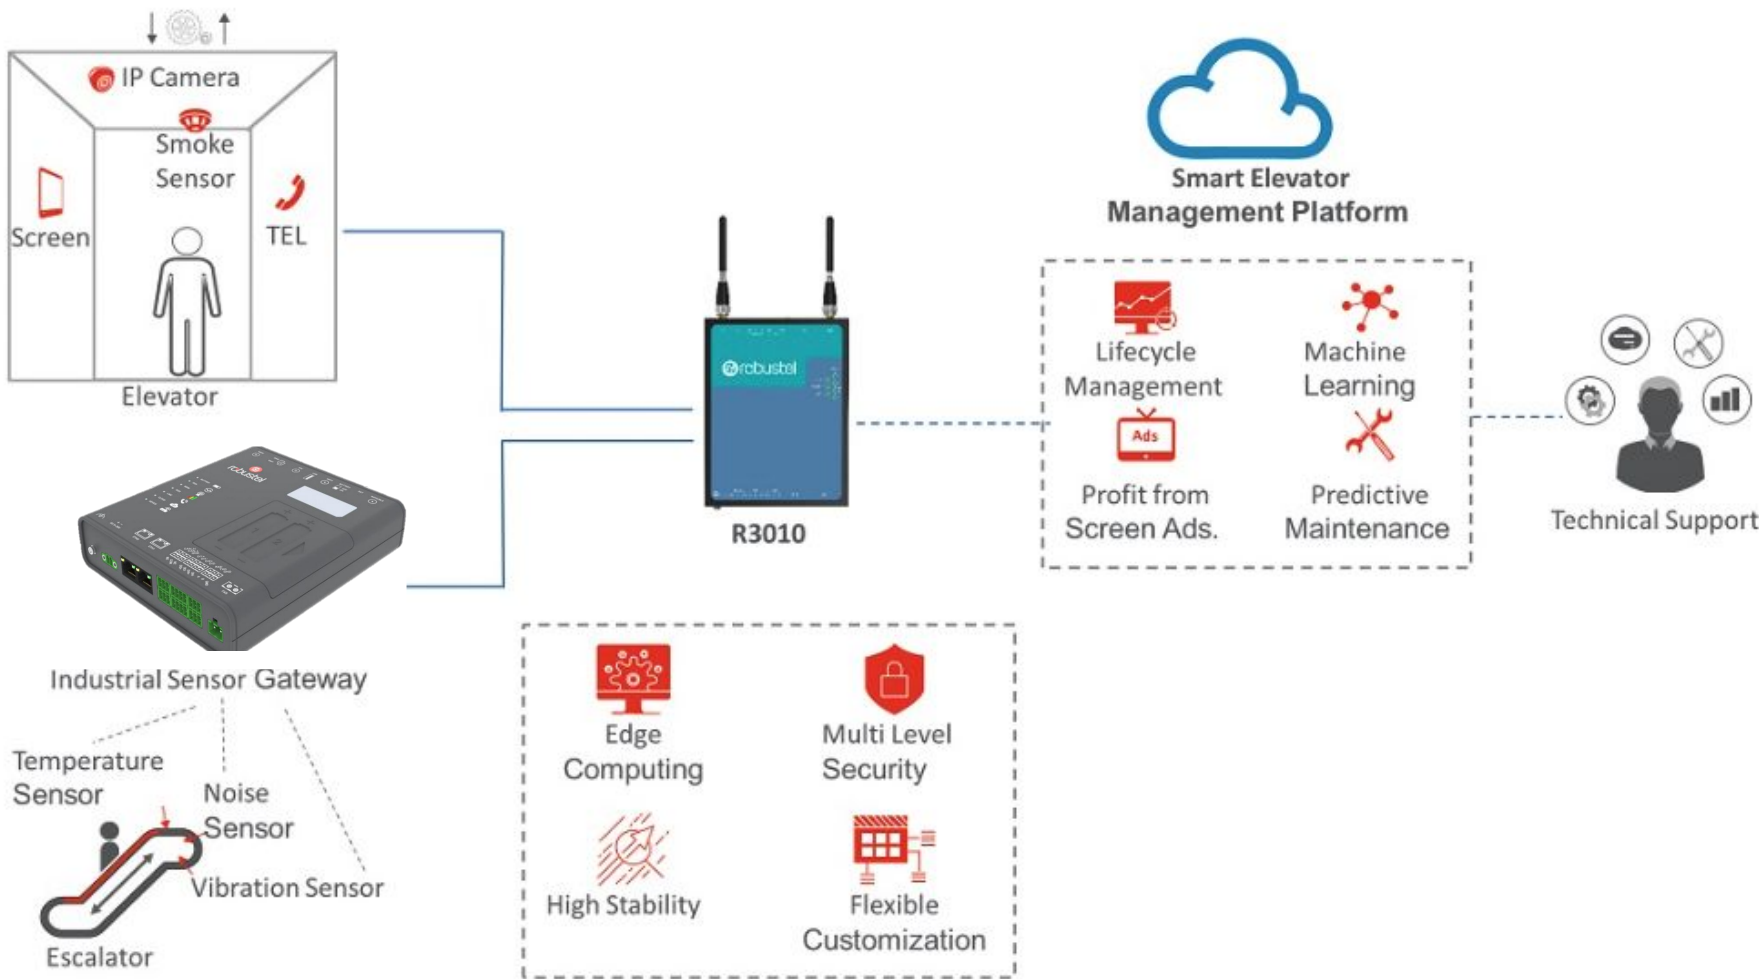 IP Camera
Smoke
Sensor
Screen
TEL
Elevator
robustel
Industrial Sensor Gateway
Temperature
Sensor
Noise
Sensor
Vibration Sensor
Escalator
robustel
R3010
Edge
Computing
Multi Level
Security
High Stability
Flexible
Customization
Smart Elevator
Management Platform
Lifecycle
Management
Machine
Learning
Ads
Profit from
Screen Ads.
Predictive
Maintenance
Technical Support